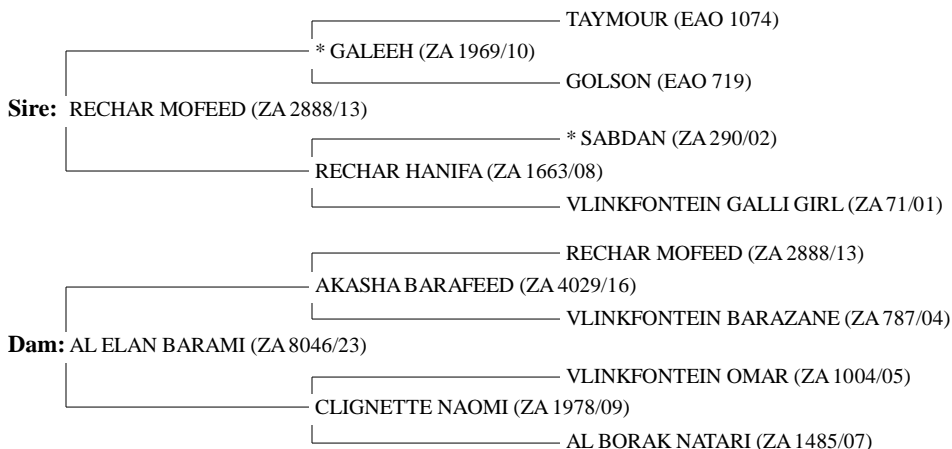 TAYMOUR (EAO 1074)
* GALEEH (ZA 1969/10)
GOLSON (EAO 719)
Sire: RECHAR MOFEED (ZA 2888/13)
* SABDAN (ZA 290/02)
RECHAR HANIFA (ZA 1663/08)
VLINKFONTEIN GALLI GIRL (ZA 71/01)
RECHAR MOFEED (ZA 2888/13)
AKASHA BARAFEED (ZA 4029/16)
VLINKFONTEIN BARAZANE (ZA 787/04)
Dam: AL ELAN BARAMI (ZA 8046/23)
VLINKFONTEIN OMAR (ZA 1004/05)
CLIGNETTE NAOMI (ZA 1978/09)
AL BORAK NATARI (ZA 1485/07)